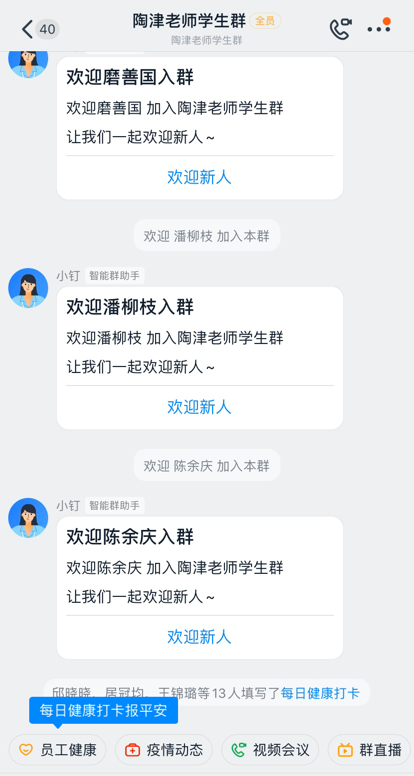 40
陶津老师学生群 全员
陶津老师学生群
欢迎磨善国入群
欢迎磨善国 加入陶津老师学生群
让我们一起欢迎新人~
欢迎新人
欢迎 潘柳枝 加入本群
小钉 智能群助手
欢迎潘柳枝入群
欢迎潘柳枝 加入陶津老师学生群
让我们一起欢迎新人~
欢迎新人
欢迎 陈余庆 加入本群
小钉 智能群助手
欢迎陈余庆入群
欢迎陈余庆 加入陶津老师学生群
让我们一起欢迎新人~
欢迎新人
邱晓晓、居冠均、王锦璐等13人填写了每日健康打卡
每日健康打卡报平安
员工健康 疫情动态 视频会议 群直播